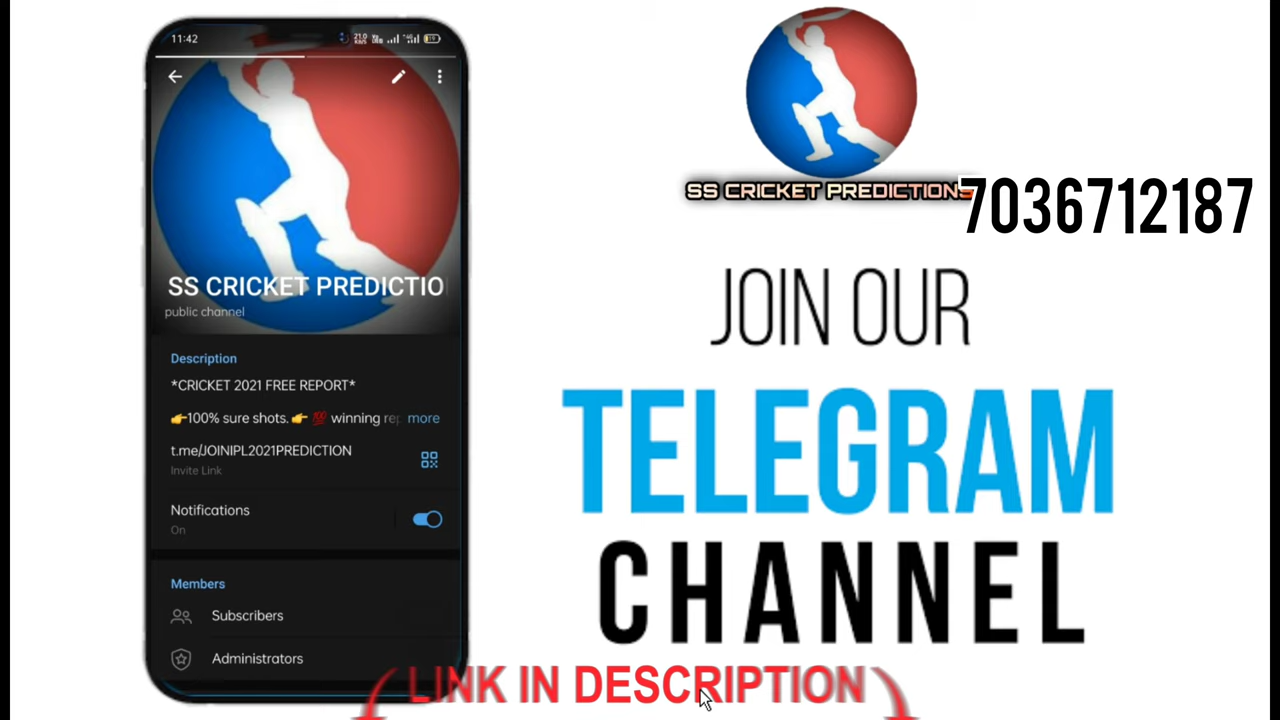 11:42
SS CRICKET PREDICTIO
public channel
Description
*CRICKET 2021 FREE REPORT*
👉100% sure shots. 👉 💯 winning rep more
t.me/JOINIPL2021PREDICTION
Invite Link
Notifications
On
Members
Subscribers
Administrators
SS CRICKET PREDICTIONS
7036712187
JOIN OUR
TELEGRAM
CHANNEL
LINK IN DESCRIPTION